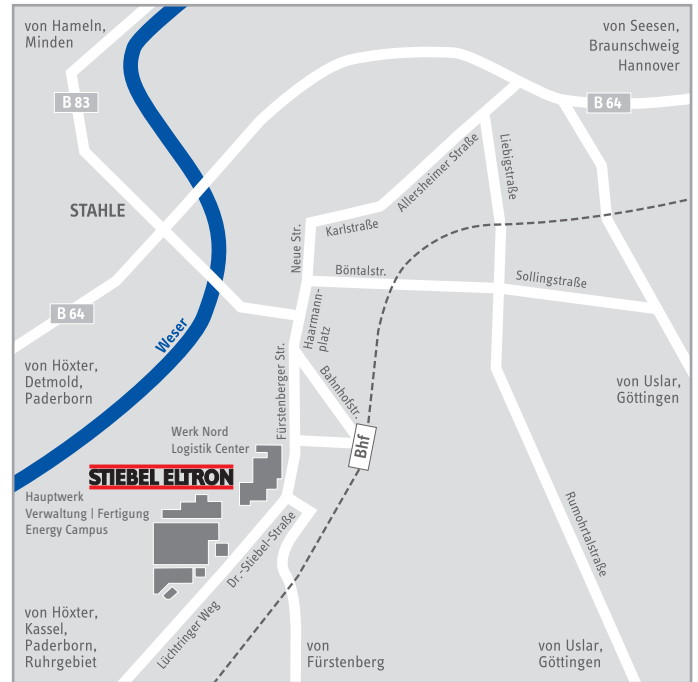 von Hameln,
Minden
von Seesen,
Braunschweig
Hannover
B 83
B 64
STAHLE
Allersheimer Straße
Liebigstraße
Karlstraße
Neue Str.
Böntalstr.
Sollingstraße
B 64
Weser
Haarmann-
platz
von Höxter,
Detmold,
Paderborn
Fürstenberger Str.
Bahnhofstr.
von Uslar,
Göttingen
Werk Nord
Logistik Center
Bhf
STIEBEL ELTRON
Hauptwerk
Verwaltung | Fertigung
Energy Campus
Dr.-Stiebel-Straße
Rumohrtalstraße
Lüchtringer Weg
von Höxter,
Kassel,
Paderborn,
Ruhrgebiet
von
Fürstenberg
von Uslar,
Göttingen